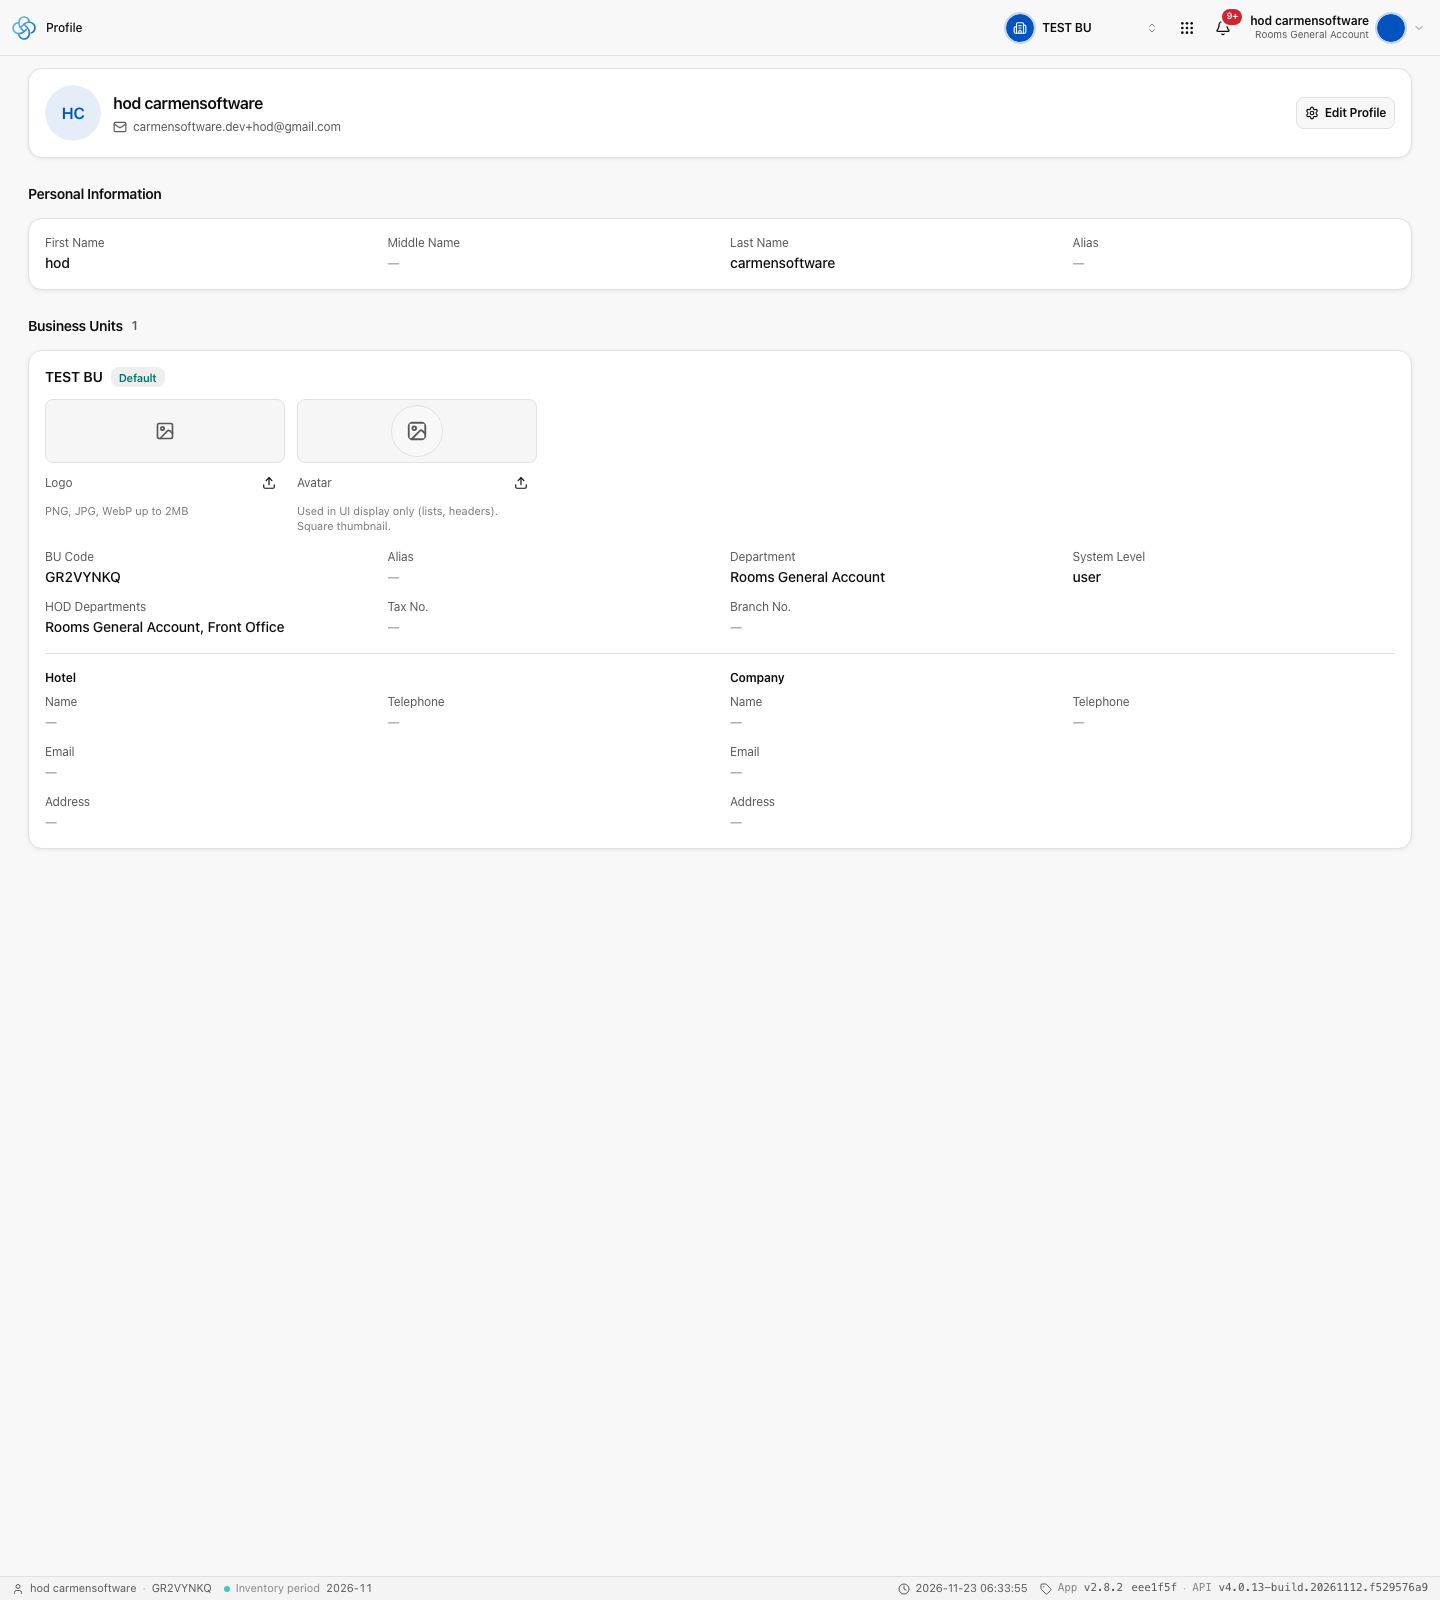 Profile
TEST BU
9+
hod carmensoftware
Rooms General Account
HC
hod carmensoftware
carmensoftware.dev+hod@gmail.com
Edit Profile
Personal Information
First Name
hod
Middle Name
—
Last Name
carmensoftware
Alias
—
Business Units 1
TEST BU Default
Logo
PNG, JPG, WebP up to 2MB
Avatar
Used in UI display only (lists, headers).
Square thumbnail.
BU Code
GR2VYNKQ
Alias
—
Department
Rooms General Account
System Level
user
HOD Departments
Rooms General Account, Front Office
Tax No.
—
Branch No.
—
Hotel
Name
—
Telephone
—
Email
—
Address
—
Company
Name
—
Telephone
—
Email
—
Address
—
hod carmensoftware · GR2VYNKQ Inventory period 2026-11
2026-11-23 06:33:55 App v2.8.2 eee1f5f · API v4.0.13-build.20261112.f529576a9